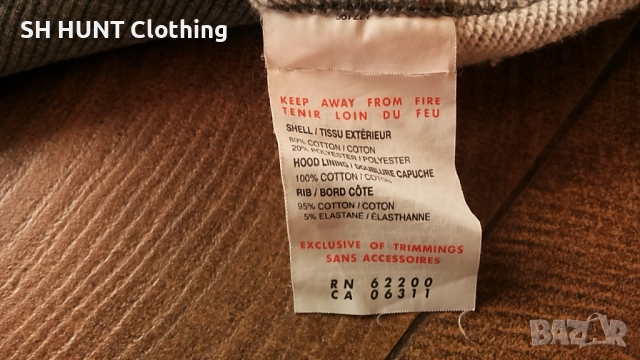 SH HUNT Clothing
KEEP AWAY FROM FIRE
TENIR LOIN DU FEU
SHELL / TISSU EXTÉRIEUR
80% COTTON / COTON
20% POLYESTER / POLYESTER
HOOD LINING / DOUBLURE CAPUCHE
100% COTTON / COTON
RIB / BORD CÔTE
95% COTTON / COTON
5% ELASTANE / ÉLASTHANNE
EXCLUSIVE OF TRIMMINGS
SANS ACCESSOIRES
RN 62200
CA 06311
BAZAR